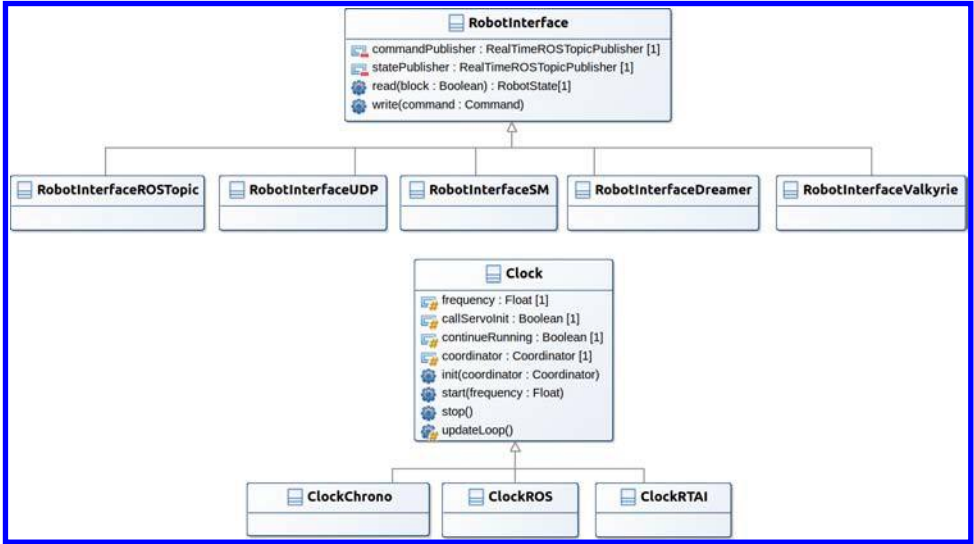 RobotInterface
commandPublisher : RealTimeROSTopicPublisher [1]
statePublisher : RealTimeROSTopicPublisher [1]
read(block : Boolean) : RobotState[1]
write(command : Command)
RobotInterfaceROSTopic
RobotInterfaceUDP
RobotInterfaceSM
RobotInterfaceDreamer
RobotInterfaceValkyrie
Clock
frequency : Float [1]
callServoInit : Boolean [1]
continueRunning : Boolean [1]
coordinator : Coordinator [1]
init(coordinator : Coordinator)
start(frequency : Float)
stop()
updateLoop()
ClockChrono
ClockROS
ClockRTAI